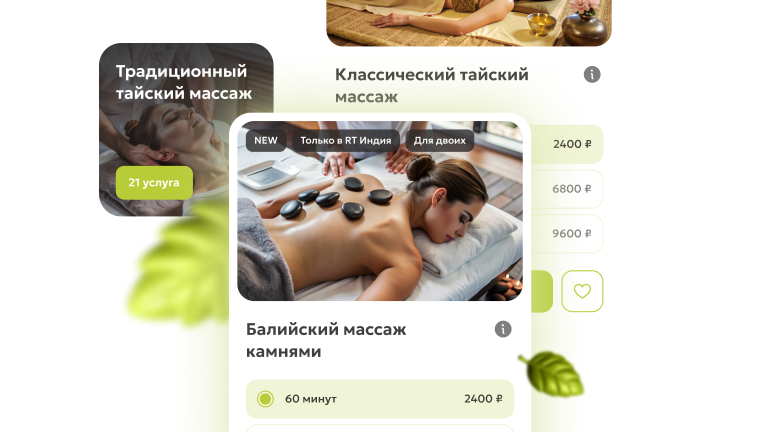 Традиционный
тайский массаж
21 услуга
Классический тайский
массаж
2400 ₽
6800 ₽
9600 ₽
NEW
Только в RT Индия
Для двоих
Балийский массаж
камнями
60 минут
2400 ₽